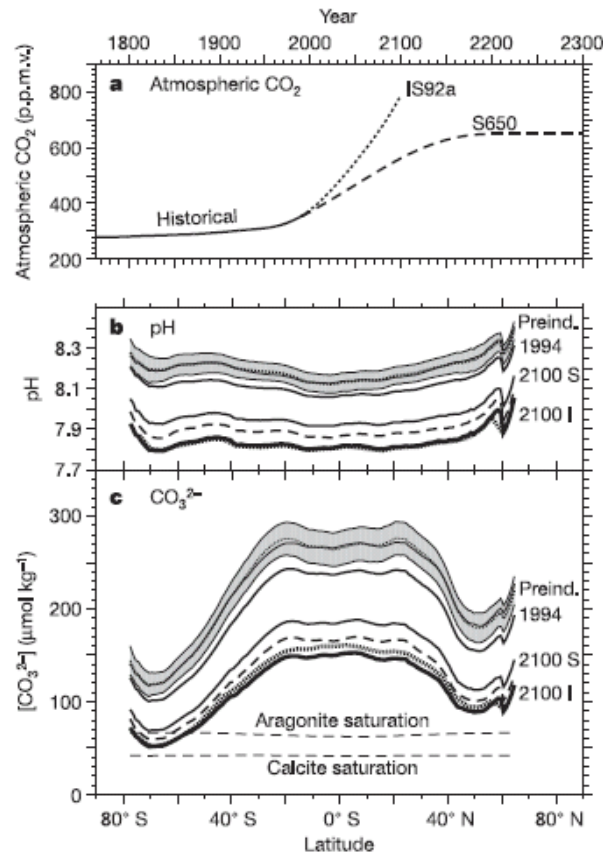 Year
1800 1900 2000 2100 2200 2300
a Atmospheric CO₂
Atmospheric CO₂ (p.p.m.v.)
800
600
400
200
IS92a
S650
Historical
b pH
pH
8.3
8.1
7.9
7.7
Preind.
1994
2100 S
2100 I
c CO₃²⁻
[CO₃²⁻] (μmol kg⁻¹)
300
200
100
0
Preind.
1994
2100 S
2100 I
Aragonite saturation
Calcite saturation
80° S 40° S 0° S 40° N 80° N
Latitude